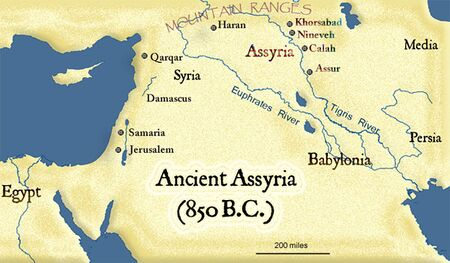 MOUNTAIN RANGES
Haran
Khorsabad
Nineveh
Calah
Assyria
Assur
Media
Qarqar
Syria
Damascus
Euphrates River
Tigris River
Samaria
Jerusalem
Babylonia
Persia
Egypt
Ancient Assyria
(850 B.C.)
200 miles